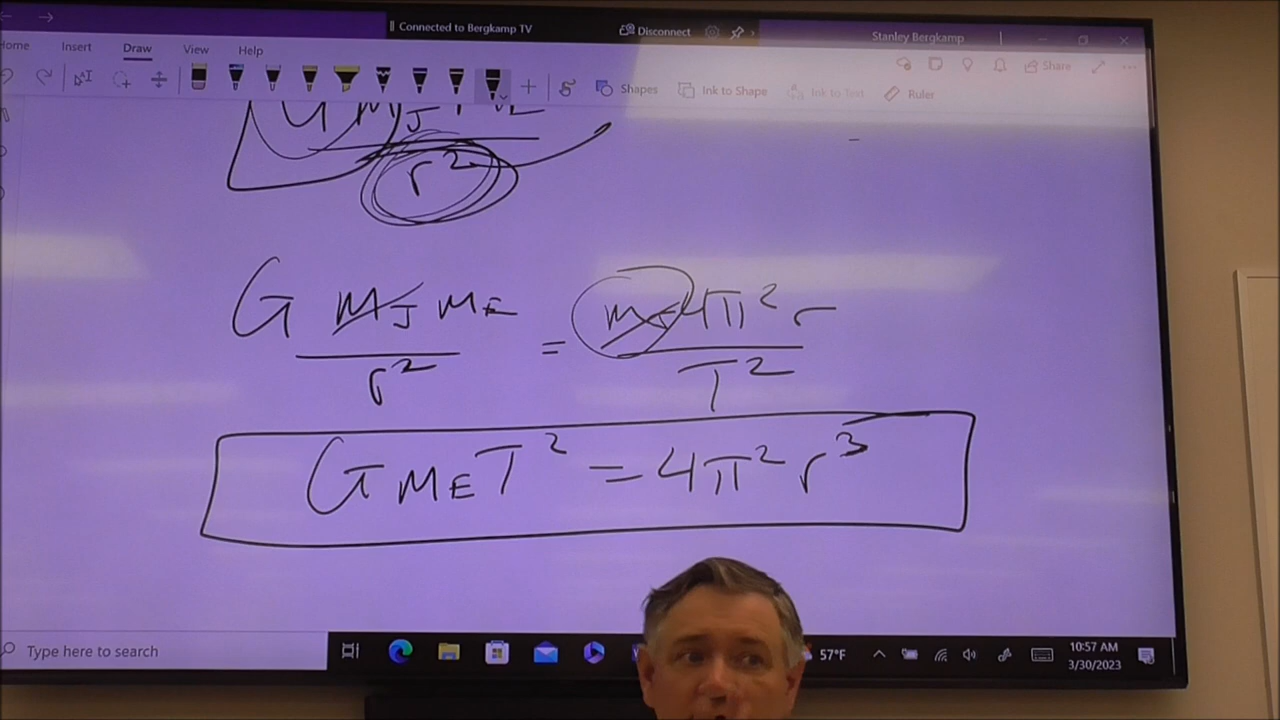 Connected to Bergkamp TV Disconnect Stanley Bergkamp
Home Insert Draw View Help Share
Shapes Ink to Shape Ink to Text Ruler
r²
G mJ mE / r² = mJ 4π² r / T²
G mE T² = 4π² r³
Type here to search 57°F 10:57 AM
3/30/2023